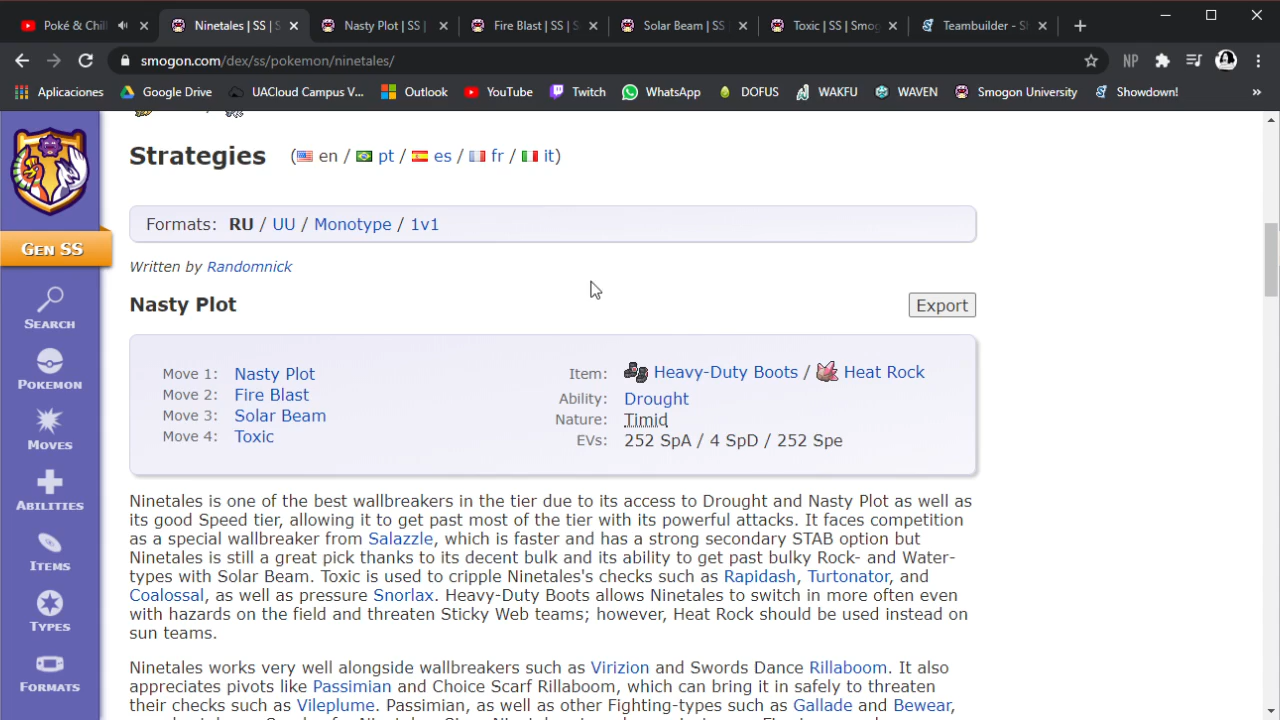 Poké & Chill
Ninetales | SS | S
Nasty Plot | SS |
Fire Blast | SS | S
Solar Beam | SS
Toxic | SS | Smog
Teambuilder - S
smogon.com/dex/ss/pokemon/ninetales/
NP
Aplicaciones
Google Drive
UACloud Campus V...
Outlook
YouTube
Twitch
WhatsApp
DOFUS
WAKFU
WAVEN
Smogon University
Showdown!
»
Strategies (en / pt / es / fr / it)
Formats: RU / UU / Monotype / 1v1
GEN SS
Written by Randomnick
Nasty Plot
Export
SEARCH
POKEMON
MOVES
ABILITIES
ITEMS
TYPES
FORMATS
Move 1: Nasty Plot
Move 2: Fire Blast
Move 3: Solar Beam
Move 4: Toxic
Item: Heavy-Duty Boots / Heat Rock
Ability: Drought
Nature: Timid
EVs: 252 SpA / 4 SpD / 252 Spe
Ninetales is one of the best wallbreakers in the tier due to its access to Drought and Nasty Plot as well as
its good Speed tier, allowing it to get past most of the tier with its powerful attacks. It faces competition
as a special wallbreaker from Salazzle, which is faster and has a strong secondary STAB option but
Ninetales is still a great pick thanks to its decent bulk and its ability to get past bulky Rock- and Water-
types with Solar Beam. Toxic is used to cripple Ninetales's checks such as Rapidash, Turtonator, and
Coalossal, as well as pressure Snorlax. Heavy-Duty Boots allows Ninetales to switch in more often even
with hazards on the field and threaten Sticky Web teams; however, Heat Rock should be used instead on
sun teams.
Ninetales works very well alongside wallbreakers such as Virizion and Swords Dance Rillaboom. It also
appreciates pivots like Passimian and Choice Scarf Rillaboom, which can bring it in safely to threaten
their checks such as Vileplume. Passimian, as well as other Fighting-types such as Gallade and Bewear,